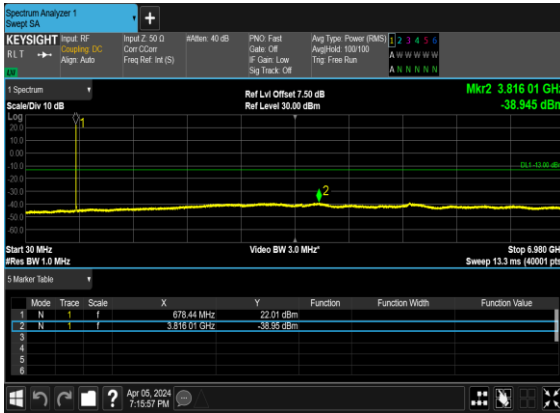 Spectrum Analyzer 1
Swept SA
+
KEYSIGHT Input: RF Input Z: 50 Ω #Atten: 40 dB PNO: Fast Avg Type: Power (RMS) 1 2 3 4 5 6
RLT Coupling: DC Corr CCorr Gate: Off Avg|Hold: 100/100 A W W W W W
Align: Auto Freq Ref: Int (S) IF Gain: Low Trig: Free Run
Sig Track: Off A N N N N N
1 Spectrum
Scale/Div 10 dB
Ref Lvl Offset 7.50 dB
Ref Level 30.00 dBm
Mkr2 3.816 01 GHz
-38.945 dBm
Log
20.0
10.0
0.00
-10.0
-20.0
-30.0
-40.0
-50.0
-60.0
1
DL1 -13.00 dBm
2
Start 30 MHz Video BW 3.0 MHz* Stop 6.980 GHz
#Res BW 1.0 MHz Sweep 13.3 ms (40001 pts)
5 Marker Table
Mode Trace Scale X Y Function Function Width Function Value
1 N 1 f 678.44 MHz 22.01 dBm
2 N 1 f 3.816 01 GHz -38.95 dBm
3
4
5
6
? Apr 05, 2024
7:15:57 PM